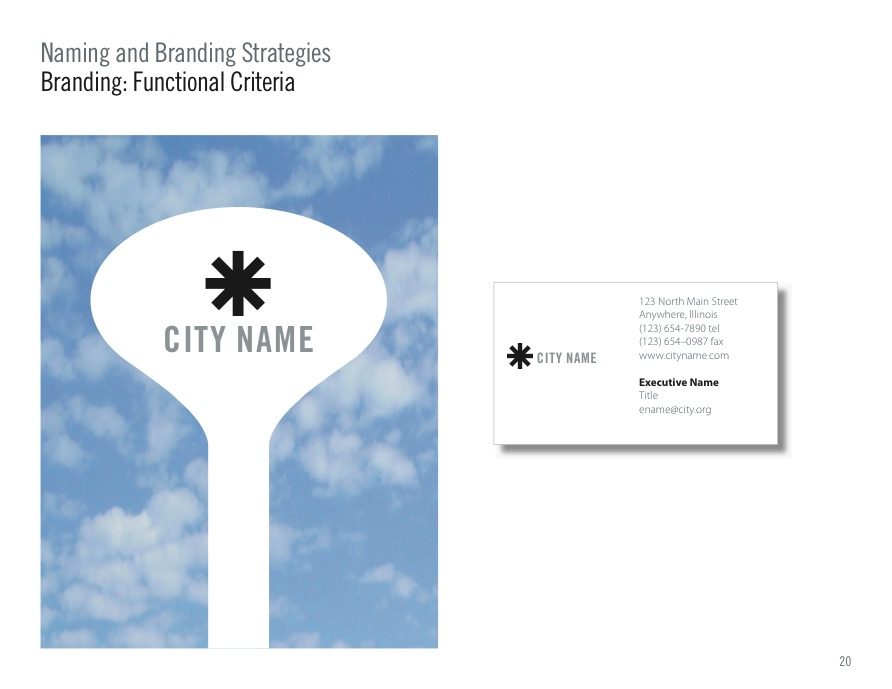 Naming and Branding Strategies
Branding: Functional Criteria
CITY NAME
CITY NAME
123 North Main Street
Anywhere, Illinois
(123) 654-7890 tel
(123) 654–0987 fax
www.cityname.com
Executive Name
Title
ename@city.org
20